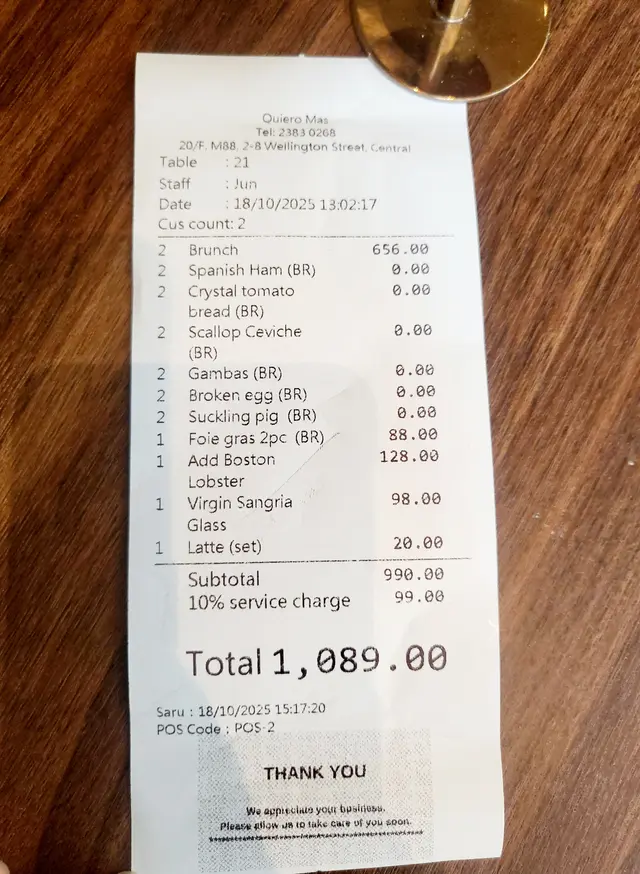 Quiero Mas
Tel: 2383 0268
20/F, M88, 2-8 Wellington Street, Central
Table : 21
Staff : Jun
Date : 18/10/2025 13:02:17
Cus count: 2
2 Brunch 656.00
2 Spanish Ham (BR) 0.00
2 Crystal tomato 0.00
bread (BR)
2 Scallop Ceviche 0.00
(BR)
2 Gambas (BR) 0.00
2 Broken egg (BR) 0.00
2 Suckling pig (BR) 0.00
1 Foie gras 2pc (BR) 88.00
1 Add Boston 128.00
Lobster
1 Virgin Sangria 98.00
Glass
1 Latte (set) 20.00
Subtotal 990.00
10% service charge 99.00
Total 1,089.00
Saru : 18/10/2025 15:17:20
POS Code : POS-2
THANK YOU
We appreciate your business.
Please allow us to take care of you soon.